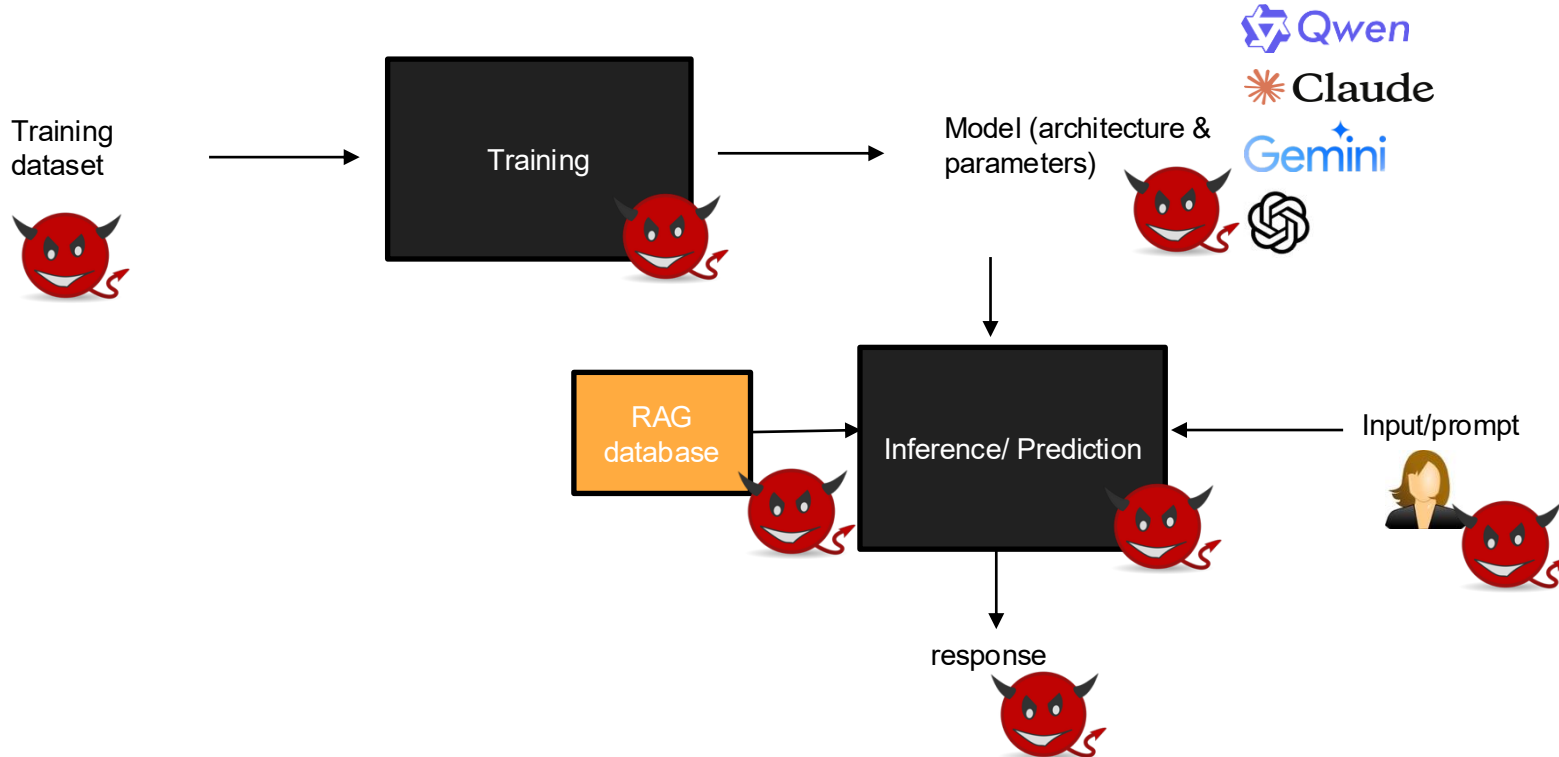 Qwen
Claude
Training
dataset
Training
Model (architecture &
parameters)
Gemini
RAG
database
Inference/ Prediction
Input/prompt
response